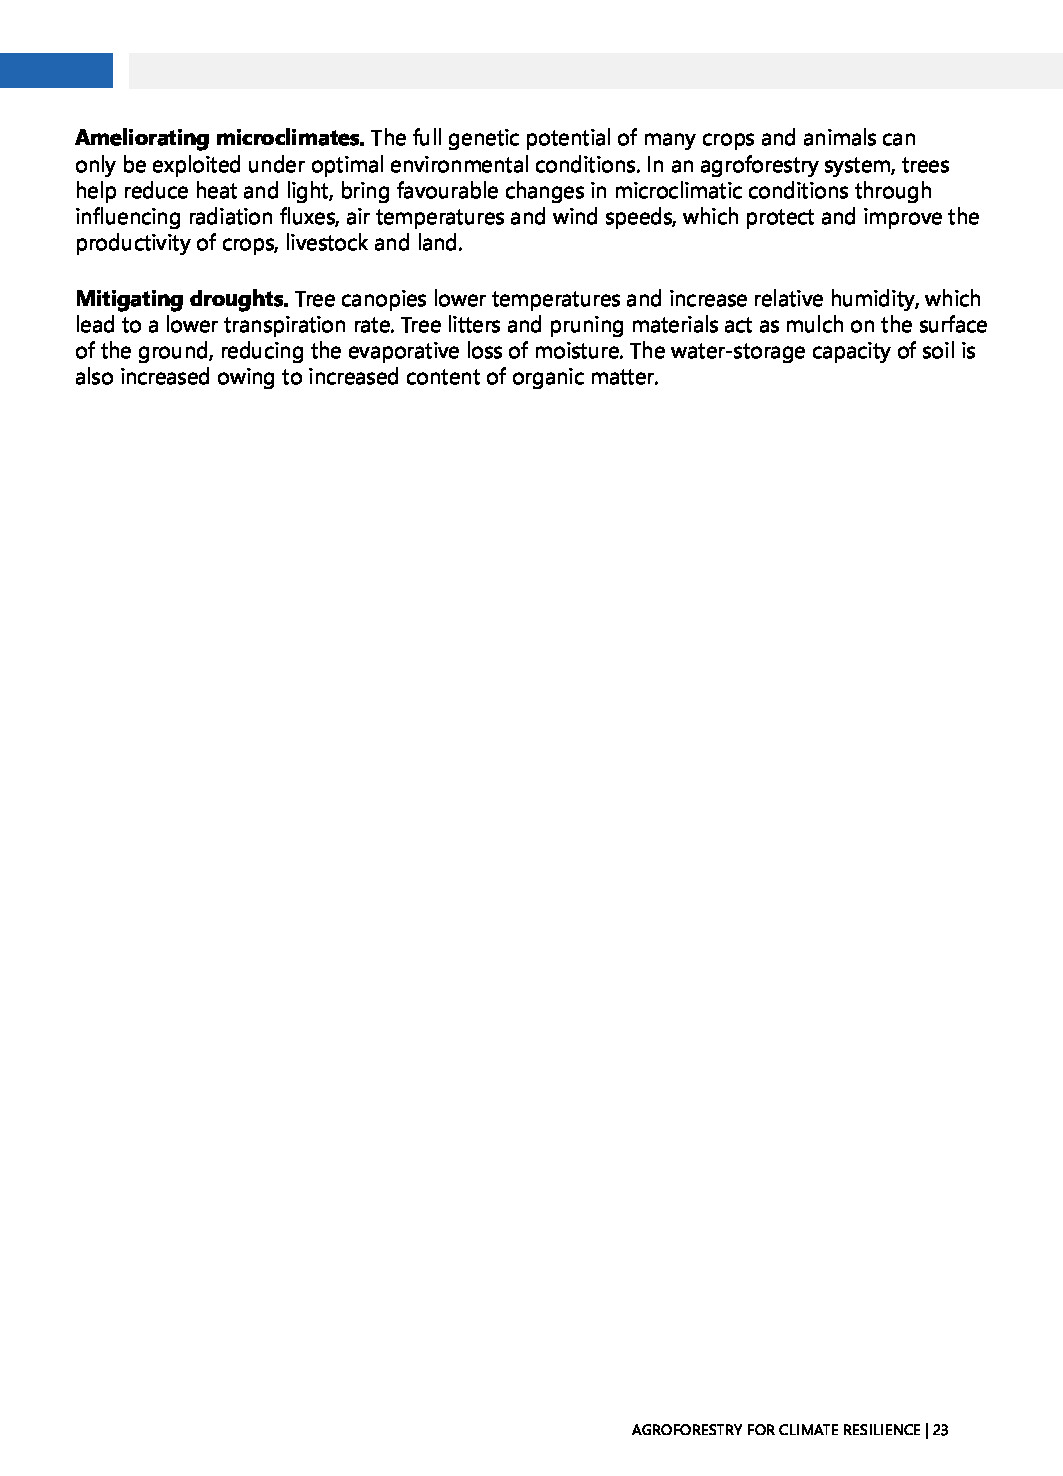 Ameliorating microclimates. The full genetic potential of many crops and animals can
only be exploited under optimal environmental conditions. In an agroforestry system, trees
help reduce heat and light, bring favourable changes in microclimatic conditions through
influencing radiation fluxes, air temperatures and wind speeds, which protect and improve the
productivity of crops, livestock and land.
Mitigating droughts. Tree canopies lower temperatures and increase relative humidity, which
lead to a lower transpiration rate. Tree litters and pruning materials act as mulch on the surface
of the ground, reducing the evaporative loss of moisture. The water-storage capacity of soil is
also increased owing to increased content of organic matter.
AGROFORESTRY FOR CLIMATE RESILIENCE | 23